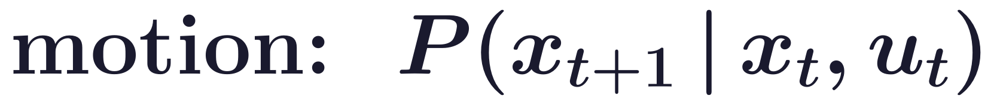 motion: P(x_{t+1} | x_t, u_t)